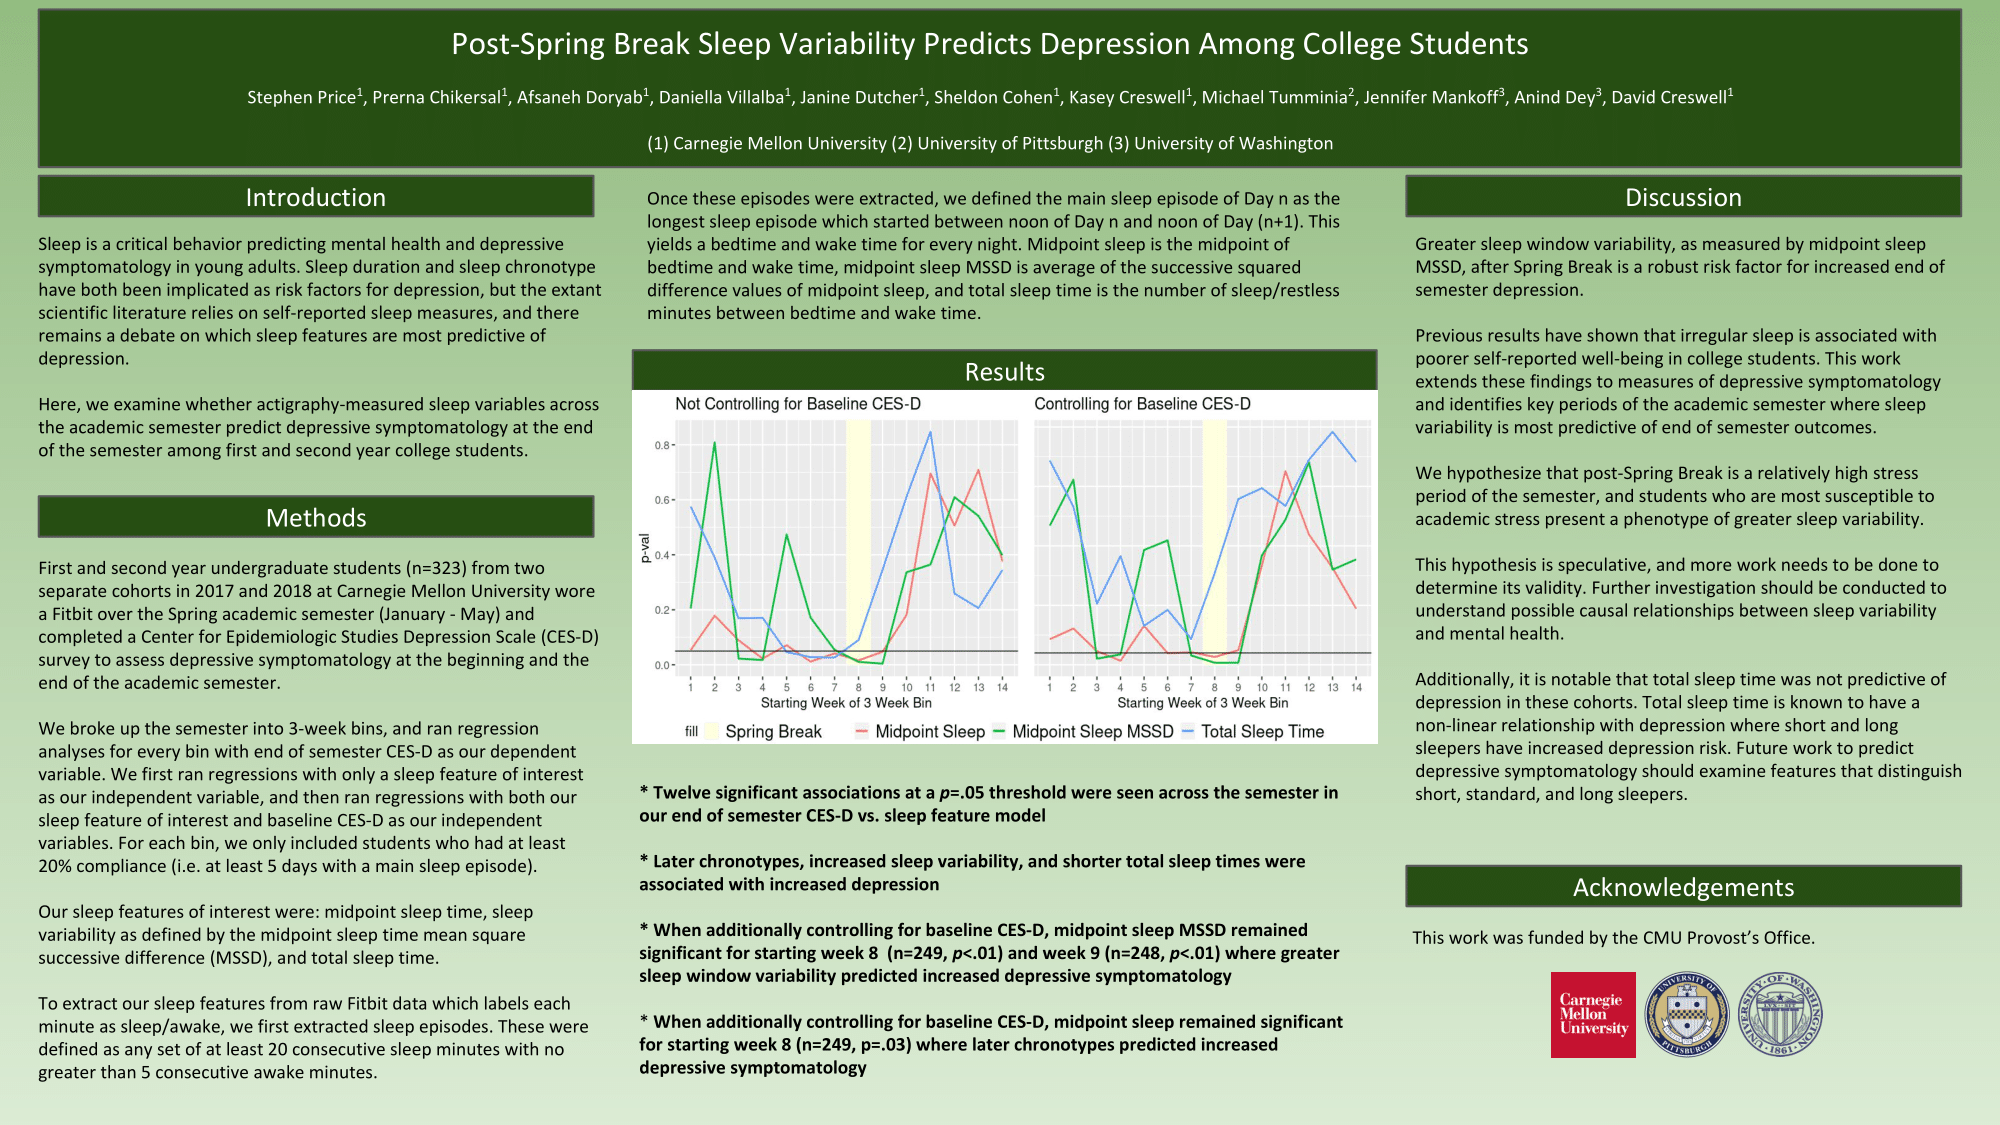 Post-Spring Break Sleep Variability Predicts Depression Among College Students
Stephen Price1, Prerna Chikersal1, Afsaneh Doryab1, Daniella Villalba1, Janine Dutcher1, Sheldon Cohen1, Kasey Creswell1, Michael Tumminia2, Jennifer Mankoff3, Anind Dey3, David Creswell1
(1) Carnegie Mellon University (2) University of Pittsburgh (3) University of Washington
Introduction
Sleep is a critical behavior predicting mental health and depressive
symptomatology in young adults. Sleep duration and sleep chronotype
have both been implicated as risk factors for depression, but the extant
scientific literature relies on self-reported sleep measures, and there
remains a debate on which sleep features are most predictive of
depression.
Here, we examine whether actigraphy-measured sleep variables across
the academic semester predict depressive symptomatology at the end
of the semester among first and second year college students.
Methods
First and second year undergraduate students (n=323) from two
separate cohorts in 2017 and 2018 at Carnegie Mellon University wore
a Fitbit over the Spring academic semester (January - May) and
completed a Center for Epidemiologic Studies Depression Scale (CES-D)
survey to assess depressive symptomatology at the beginning and the
end of the academic semester.
We broke up the semester into 3-week bins, and ran regression
analyses for every bin with end of semester CES-D as our dependent
variable. We first ran regressions with only a sleep feature of interest
as our independent variable, and then ran regressions with both our
sleep feature of interest and baseline CES-D as our independent
variables. For each bin, we only included students who had at least
20% compliance (i.e. at least 5 days with a main sleep episode).
Our sleep features of interest were: midpoint sleep time, sleep
variability as defined by the midpoint sleep time mean square
successive difference (MSSD), and total sleep time.
To extract our sleep features from raw Fitbit data which labels each
minute as sleep/awake, we first extracted sleep episodes. These were
defined as any set of at least 20 consecutive sleep minutes with no
greater than 5 consecutive awake minutes.
Once these episodes were extracted, we defined the main sleep episode of Day n as the
longest sleep episode which started between noon of Day n and noon of Day (n+1). This
yields a bedtime and wake time for every night. Midpoint sleep is the midpoint of
bedtime and wake time, midpoint sleep MSSD is average of the successive squared
difference values of midpoint sleep, and total sleep time is the number of sleep/restless
minutes between bedtime and wake time.
Results
Not Controlling for Baseline CES-D
Controlling for Baseline CES-D
p-val
0.8
0.6
0.4
0.2
0.0
1 2 3 4 5 6 7 8 9 10 11 12 13 14
Starting Week of 3 Week Bin
1 2 3 4 5 6 7 8 9 10 11 12 13 14
Starting Week of 3 Week Bin
fill Spring Break Midpoint Sleep Midpoint Sleep MSSD Total Sleep Time
* Twelve significant associations at a p=.05 threshold were seen across the semester in
our end of semester CES-D vs. sleep feature model
* Later chronotypes, increased sleep variability, and shorter total sleep times were
associated with increased depression
* When additionally controlling for baseline CES-D, midpoint sleep MSSD remained
significant for starting week 8 (n=249, p<.01) and week 9 (n=248, p<.01) where greater
sleep window variability predicted increased depressive symptomatology
* When additionally controlling for baseline CES-D, midpoint sleep remained significant
for starting week 8 (n=249, p=.03) where later chronotypes predicted increased
depressive symptomatology
Discussion
Greater sleep window variability, as measured by midpoint sleep
MSSD, after Spring Break is a robust risk factor for increased end of
semester depression.
Previous results have shown that irregular sleep is associated with
poorer self-reported well-being in college students. This work
extends these findings to measures of depressive symptomatology
and identifies key periods of the academic semester where sleep
variability is most predictive of end of semester outcomes.
We hypothesize that post-Spring Break is a relatively high stress
period of the semester, and students who are most susceptible to
academic stress present a phenotype of greater sleep variability.
This hypothesis is speculative, and more work needs to be done to
determine its validity. Further investigation should be conducted to
understand possible causal relationships between sleep variability
and mental health.
Additionally, it is notable that total sleep time was not predictive of
depression in these cohorts. Total sleep time is known to have a
non-linear relationship with depression where short and long
sleepers have increased depression risk. Future work to predict
depressive symptomatology should examine features that distinguish
short, standard, and long sleepers.
Acknowledgements
This work was funded by the CMU Provost's Office.
Carnegie
Mellon
University
UNIVERSITY OF
PITTSBURGH
UNIVERSITY OF WASHINGTON
LUX SIT
1861